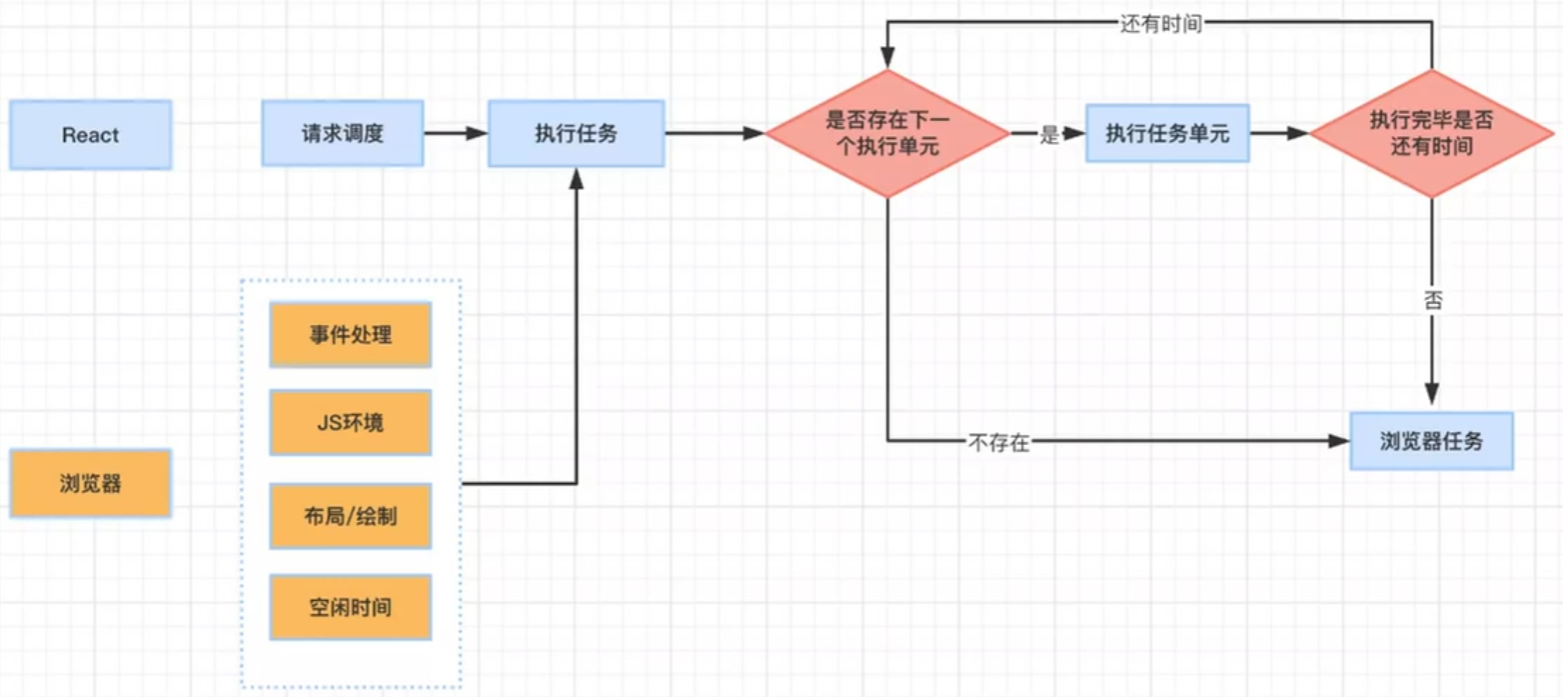 还有时间
React
请求调度
执行任务
是否存在下一
个执行单元
是
执行任务单元
执行完毕是否
还有时间
事件处理
否
JS环境
不存在
浏览器任务
浏览器
布局/绘制
空闲时间